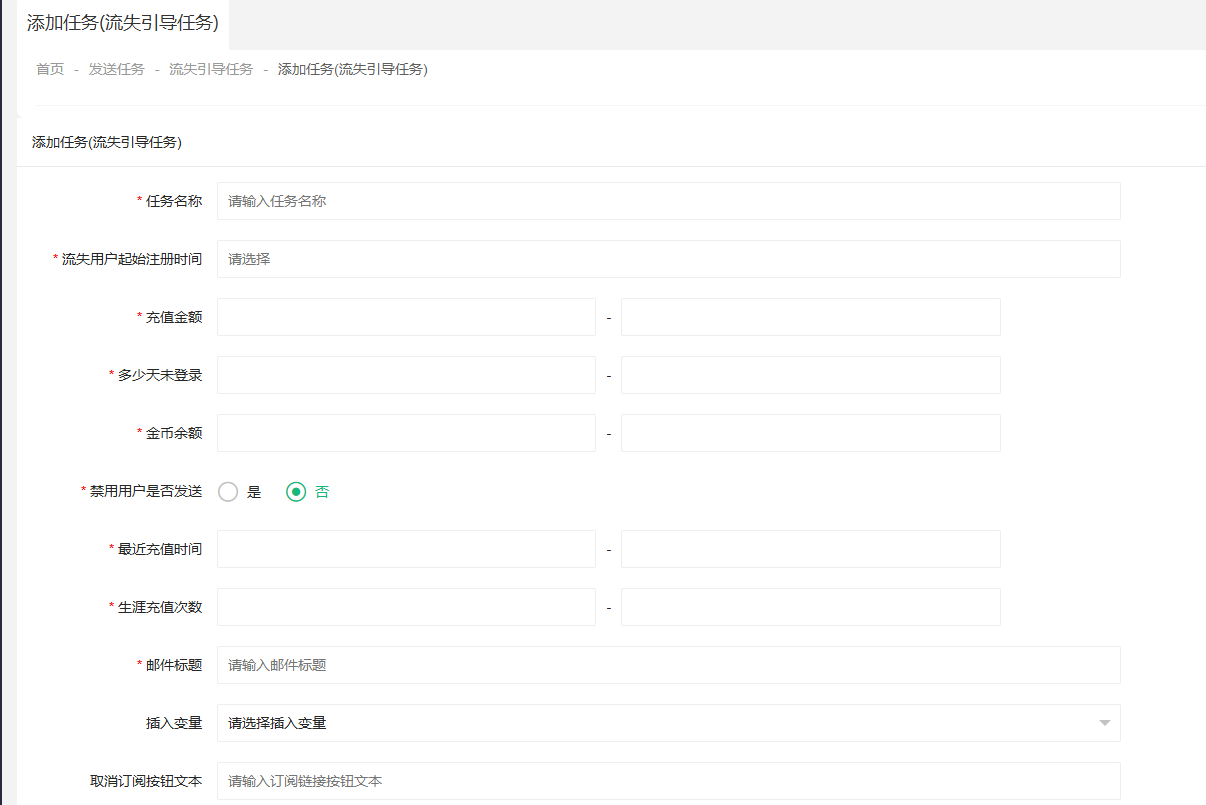 添加任务(流失引导任务)
首页 - 发送任务 - 流失引导任务 - 添加任务(流失引导任务)
添加任务(流失引导任务)
* 任务名称 请输入任务名称
* 流失用户起始注册时间 请选择
* 充值金额 -
* 多少天未登录 -
* 金币余额 -
* 禁用用户是否发送 是 否
* 最近充值时间 -
* 生涯充值次数 -
* 邮件标题 请输入邮件标题
插入变量 请选择插入变量
取消订阅按钮文本 请输入订阅链接按钮文本